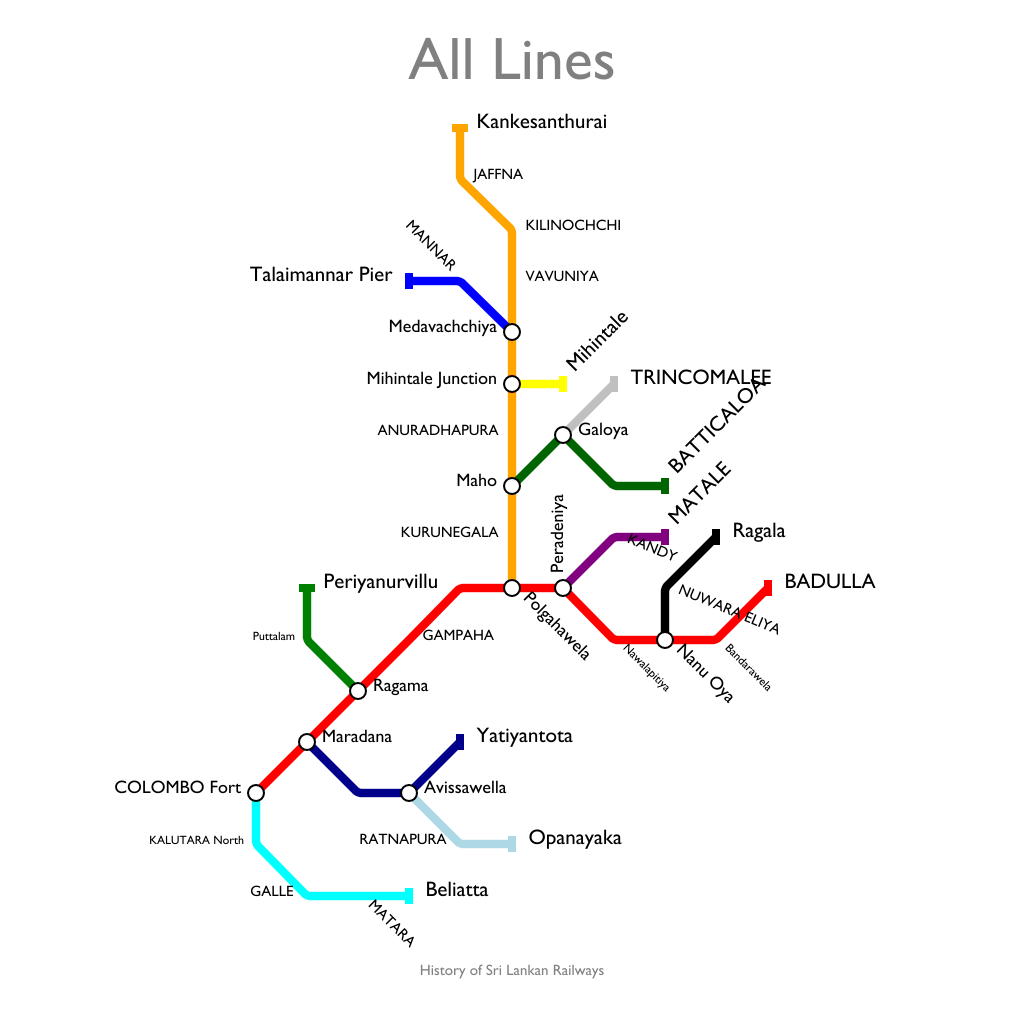 All Lines
Kankesanthurai
JAFFNA
KILINOCHCHI
MANNAR
Talaimannar Pier
VAVUNIYA
Medavachchiya
Mihintale
Mihintale Junction
TRINCOMALEE
ANURADHAPURA
Galoya
BATTICALOA
Maho
MATALE
KURUNEGALA
Peradeniya
KANDY
Ragala
Periyanurvillu
Polgahawela
NUWARA ELIYA
BADULLA
Puttalam
GAMPAHA
Nawalapitiya
Nanu Oya
Bandarawela
Ragama
Maradana
Yatiyantota
COLOMBO Fort
Avissawella
KALUTARA North
RATNAPURA
Opanayaka
GALLE
Beliatta
MATARA
History of Sri Lankan Railways